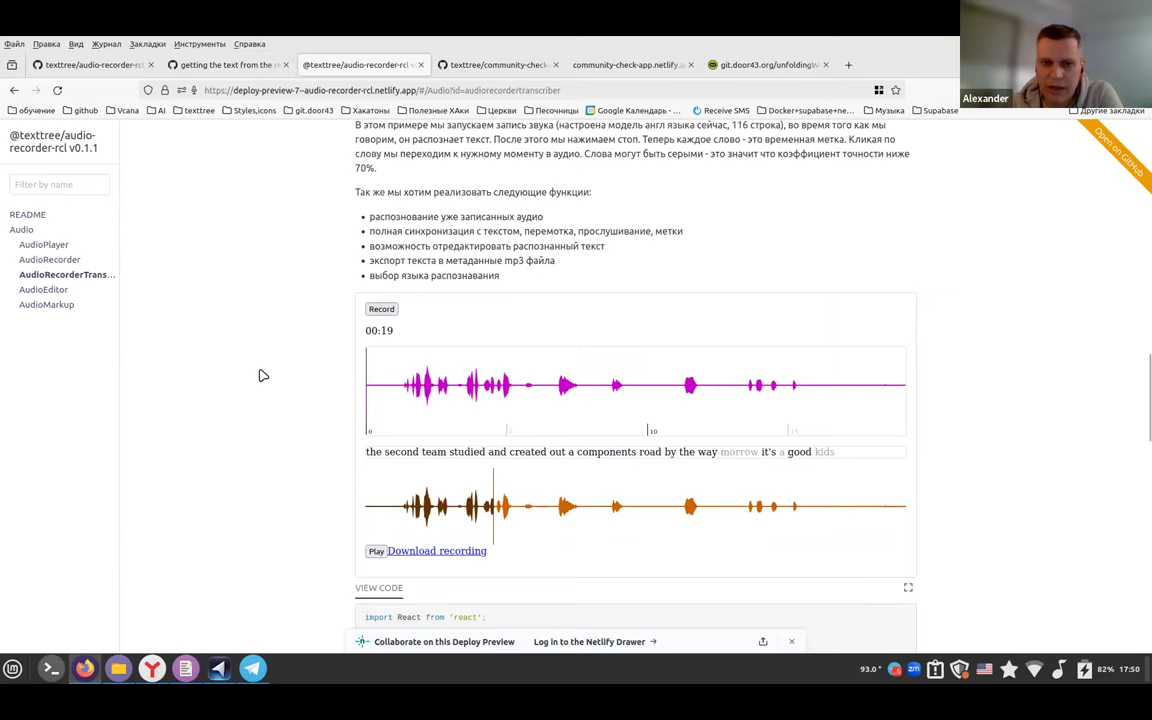 Файл Правка Вид Журнал Закладки Инструменты Справка
texttree/audio-recorder-rcl
getting the text from the re
@texttree/audio-recorder-rcl v
texttree/community-check-
community-check-app.netlify.
git.door43.org/unfoldingW
https://deploy-preview-7--audio-recorder-rcl.netlify.app/#/Audio?id=audiorecordertranscriber
обучение github Vcana AI texttree Styles,icons git.door43 Хакатоны Полезные ХАКи Церкви Песочницы Google Календарь - … Receive SMS Docker+supabase+ne… Музыка Supabase Другие закладки
Alexander
@texttree/audio-
recorder-rcl v0.1.1
Filter by name
README
Audio
AudioPlayer
AudioRecorder
AudioRecorderTrans…
AudioEditor
AudioMarkup
Open on GitHub
В этом примере мы запускаем запись звука (настроена модель англ языка сейчас, 116 строка), во время того как мы
говорим, он распознает текст. После этого мы нажимаем стоп. Теперь каждое слово - это временная метка. Кликая по
слову мы переходим к нужному моменту в аудио. Слова могут быть серыми - это значит что коэффициент точности ниже
70%.
Так же мы хотим реализовать следующие функции:
• распознование уже записанных аудио
• полная синхронизация с текстом, перемотка, прослушивание, метки
• возможность отредактировать распознанный текст
• экспорт текста в метаданные mp3 файла
• выбор языка распознавания
Record
00:19
0 10
the second team studied and created out a components road by the way morrow it's a good kids
Play Download recording
VIEW CODE
import React from 'react';
Collaborate on this Deploy Preview Log in to the Netlify Drawer →
93.0° zm 82% 17:50